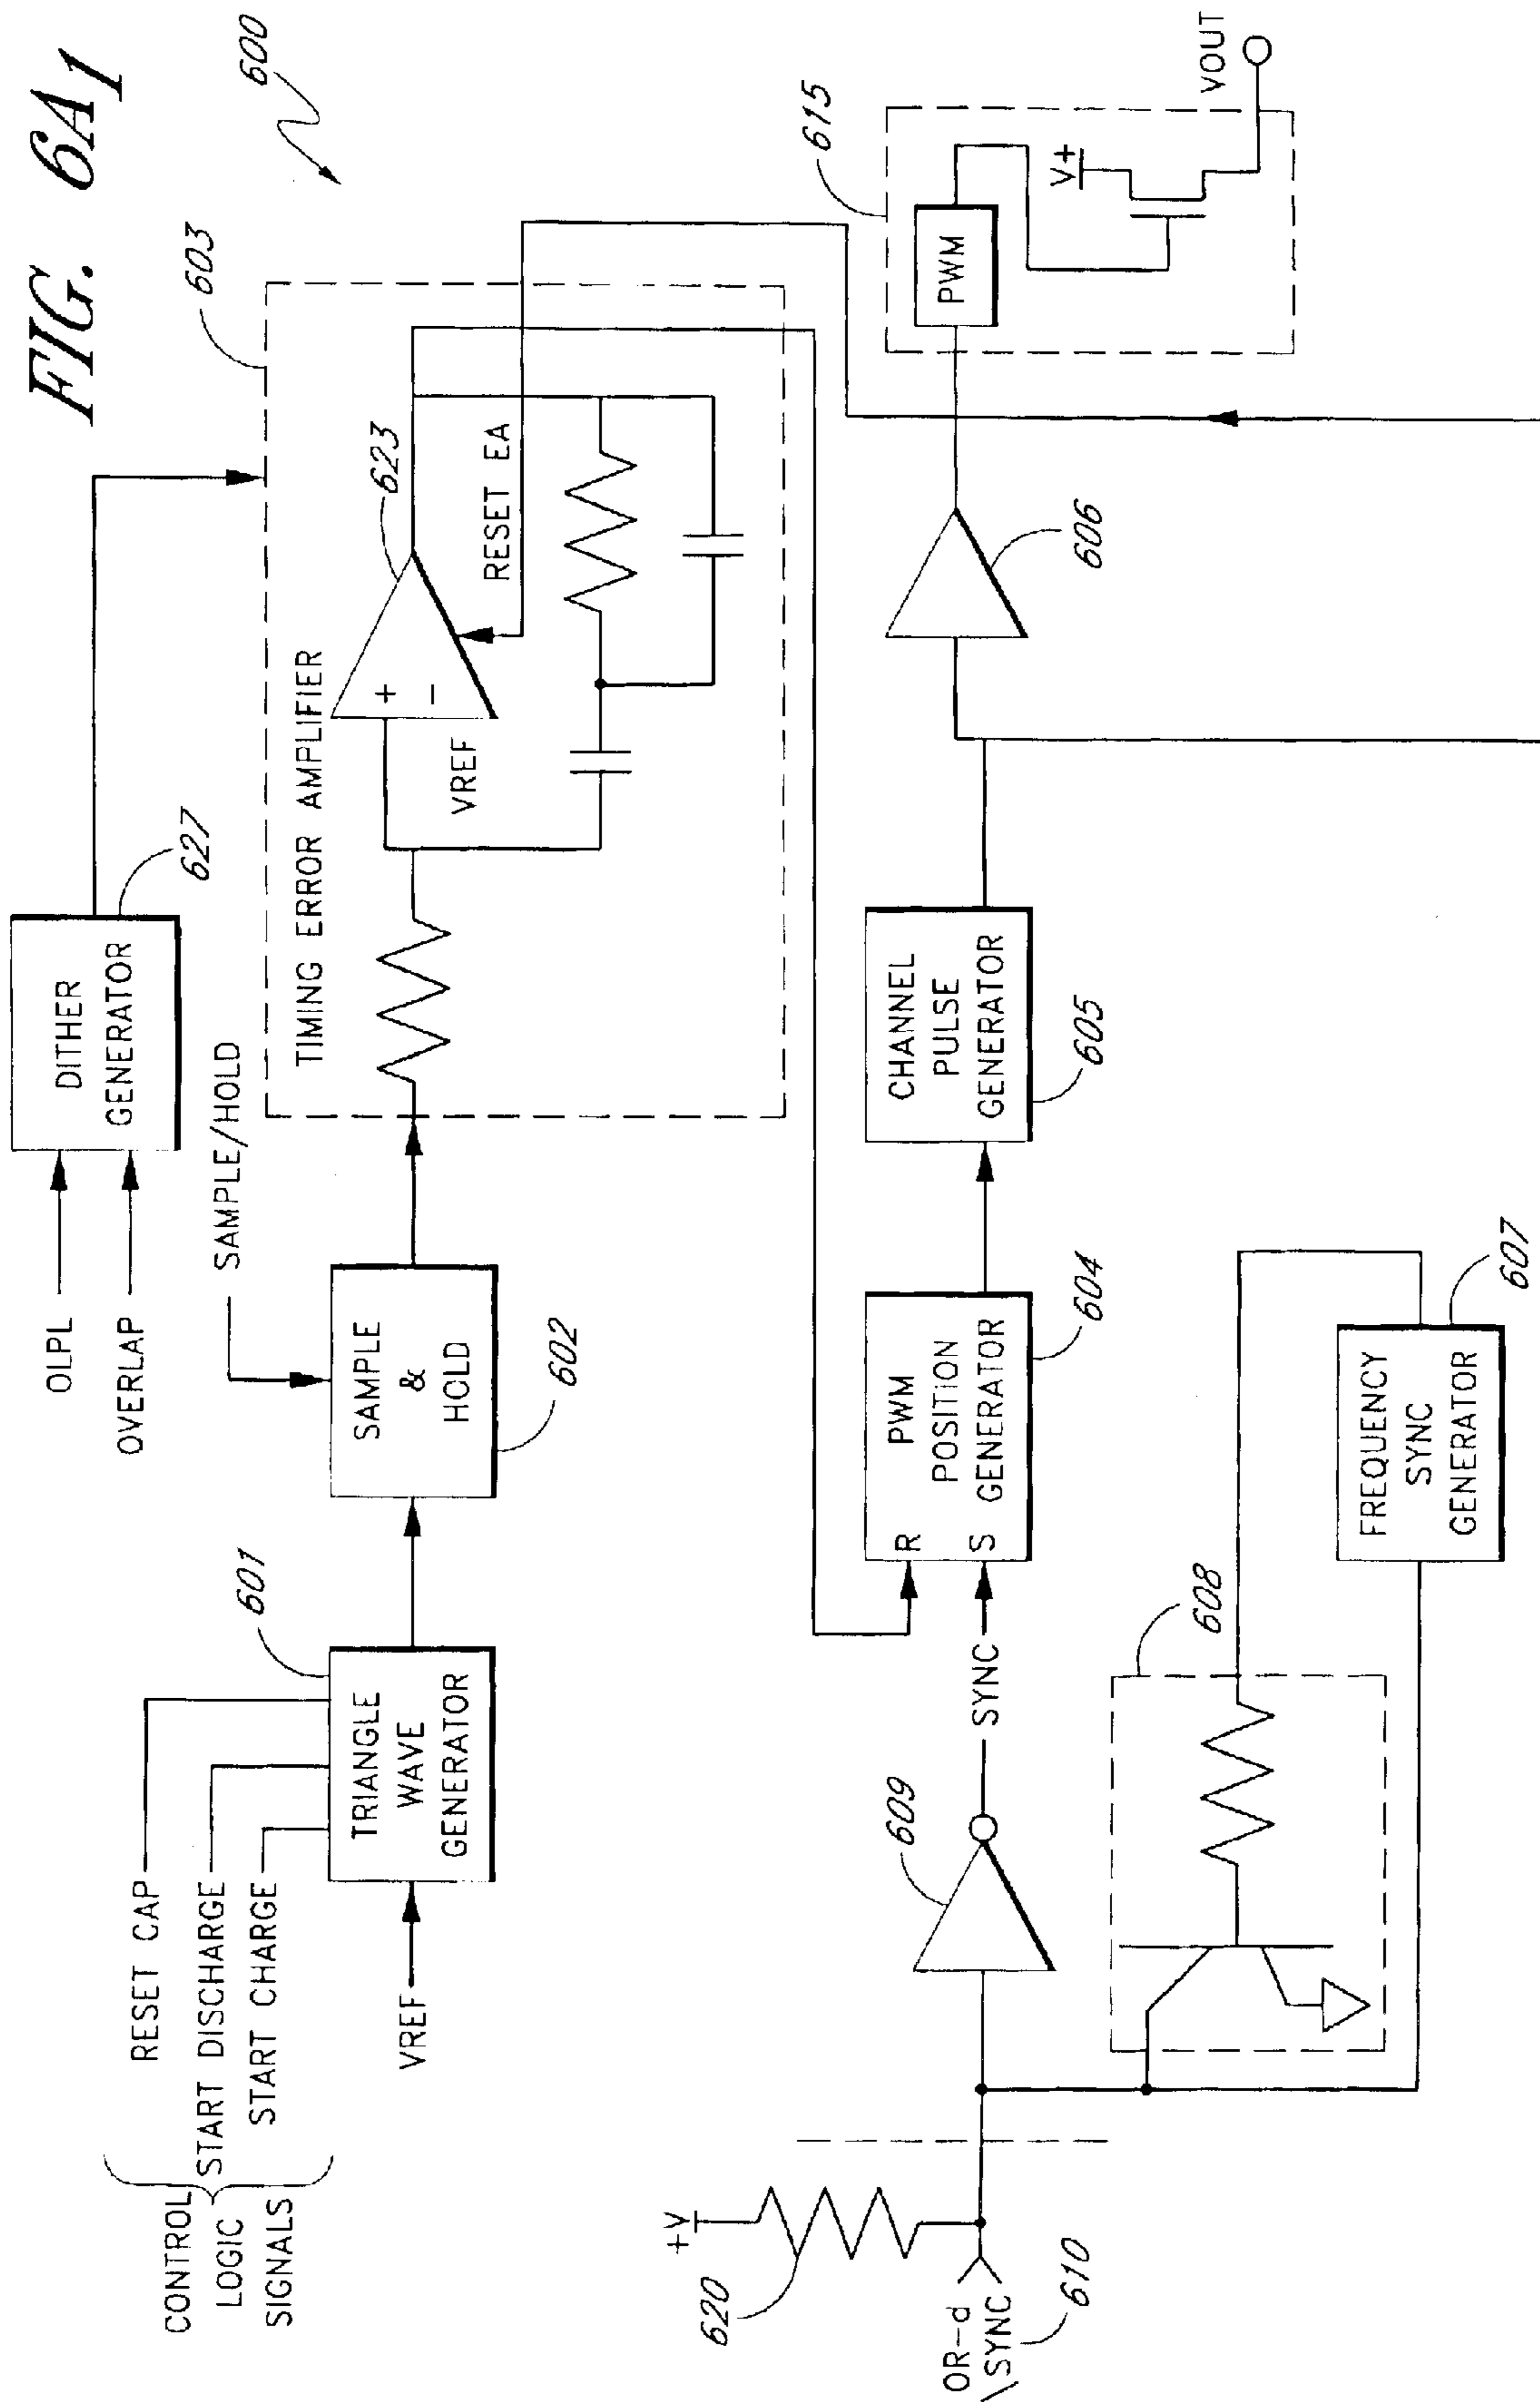 FIG. 6A1
600
OLPL
OVERLAP
DITHER
GENERATOR
627
603
CONTROL
LOGIC
SIGNALS
RESET CAP
START DISCHARGE
START CHARGE
VREF
TRIANGLE
WAVE
GENERATOR
601
SAMPLE/HOLD
SAMPLE
&
HOLD
602
TIMING ERROR AMPLIFIER
+
-
VREF
623
RESET EA
+V
620
OR-d
\SYNC
610
609
SYNC
R
S
PWM
POSITION
GENERATOR
604
CHANNEL
PULSE
GENERATOR
605
606
615
PWM
V+
VOUT
608
FREQUENCY
SYNC
GENERATOR
607